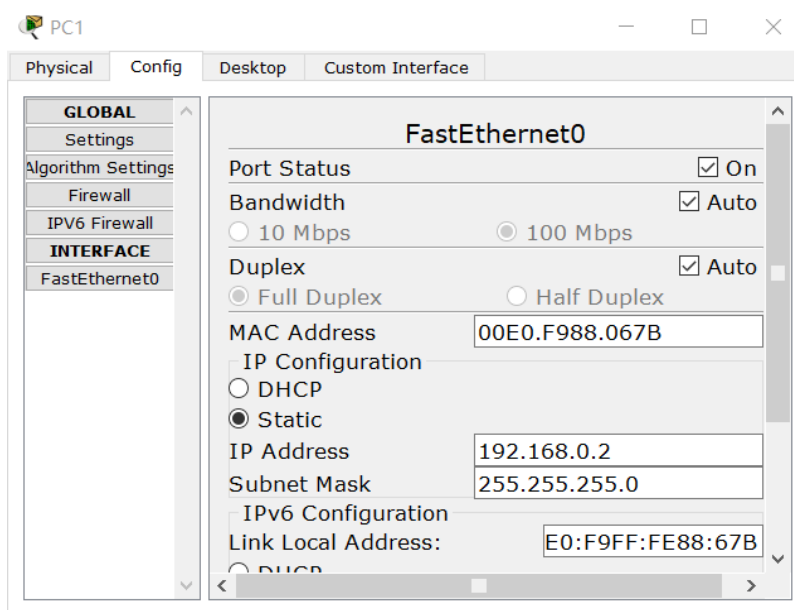 PC1
Physical Config Desktop Custom Interface
GLOBAL
Settings
Algorithm Settings
Firewall
IPV6 Firewall
INTERFACE
FastEthernet0
FastEthernet0
Port Status On
Bandwidth Auto
10 Mbps 100 Mbps
Duplex Auto
Full Duplex Half Duplex
MAC Address 00E0.F988.067B
IP Configuration
DHCP
Static
IP Address 192.168.0.2
Subnet Mask 255.255.255.0
IPv6 Configuration
Link Local Address: E0:F9FF:FE88:67B
DHCP